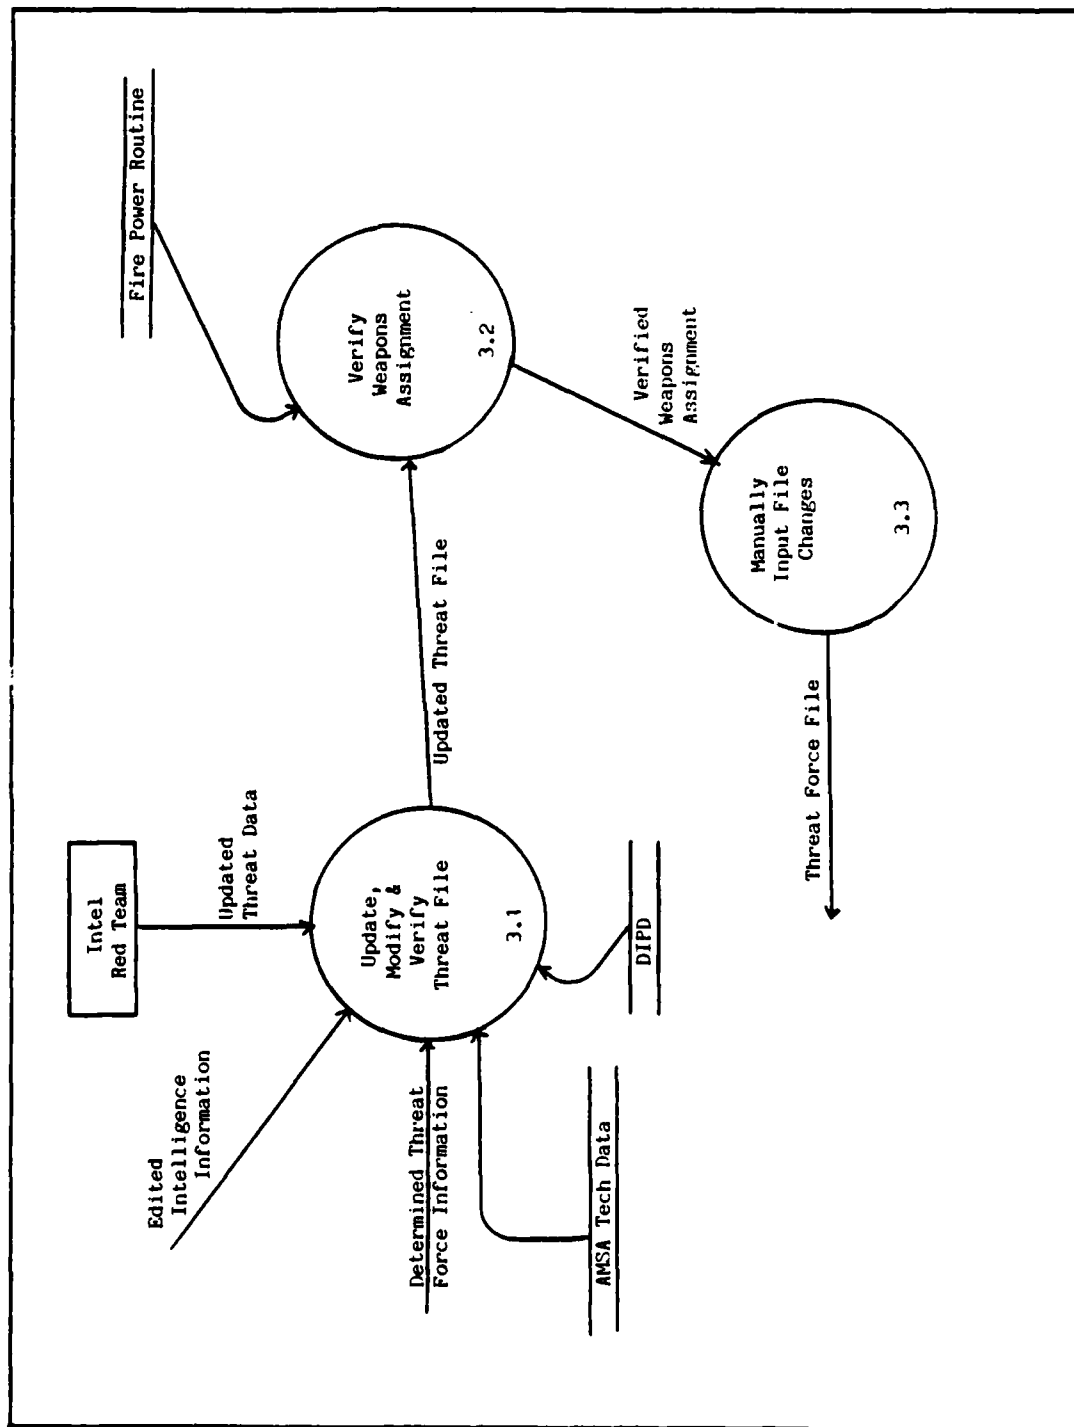 Intel
Red Team
Edited
Intelligence
Information
Updated
Threat Data
Determined Threat
Force Information
Update,
Modify &
Verify
Threat File
3.1
AMSA Tech Data
DIPD
Updated Threat File
Fire Power Routine
Verify
Weapons
Assignment
3.2
Verified
Weapons
Assignment
Manually
Input File
Changes
3.3
Threat Force File